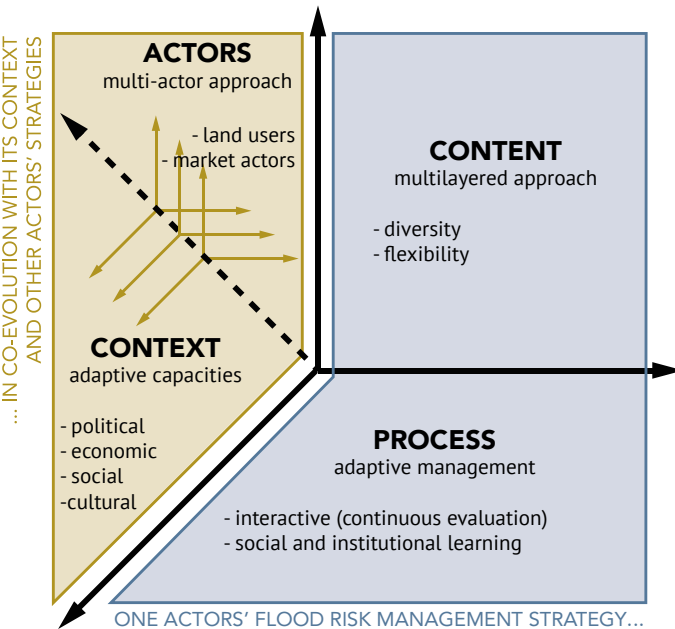 ... IN CO-EVOLUTION WITH ITS CONTEXT
AND OTHER ACTORS' STRATEGIES
ACTORS
multi-actor approach
- land users
- market actors
CONTENT
multilayered approach
- diversity
- flexibility
CONTEXT
adaptive capacities
- political
- economic
- social
-cultural
PROCESS
adaptive management
- interactive (continuous evaluation)
- social and institutional learning
ONE ACTORS' FLOOD RISK MANAGEMENT STRATEGY...